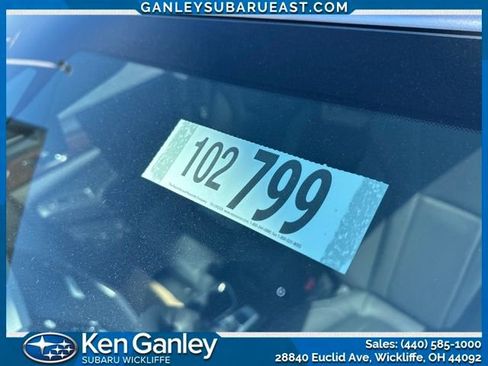 GANLEYSUBARUEAST.COM
102 799
Ken Ganley
SUBARU WICKLIFFE
Sales: (440) 585-1000
28840 Euclid Ave, Wickliffe, OH 44092